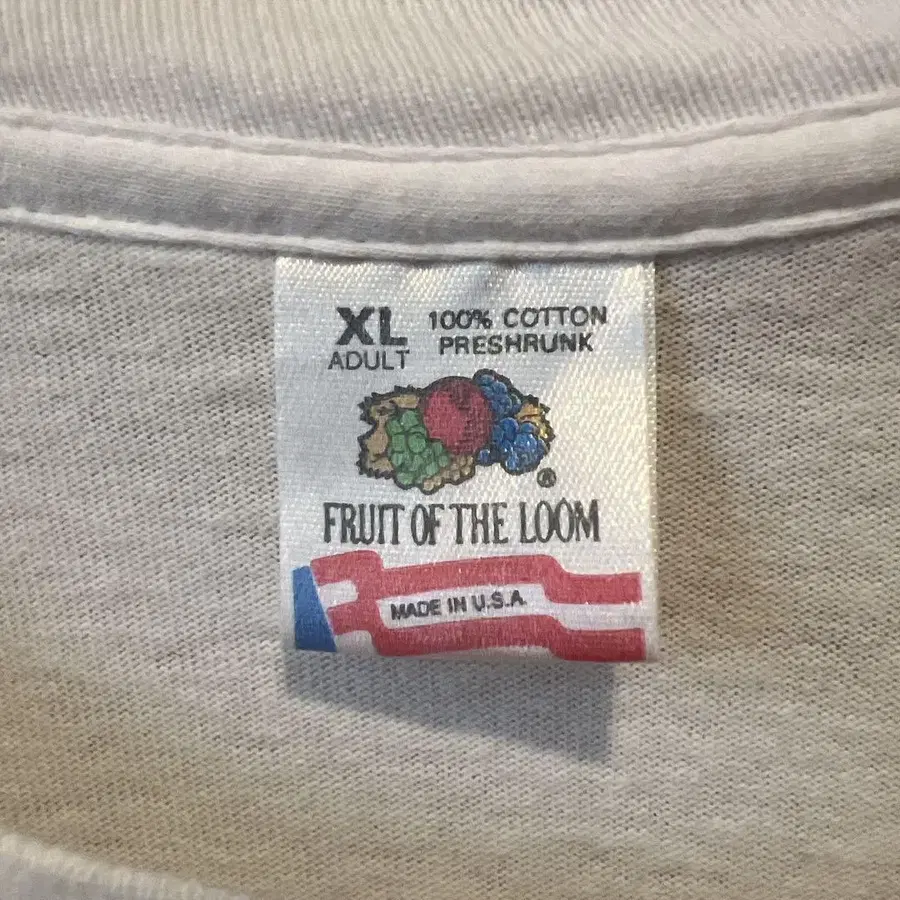 XL 100% COTTON
ADULT PRESHRUNK
®
FRUIT OF THE LOOM
MADE IN U.S.A.